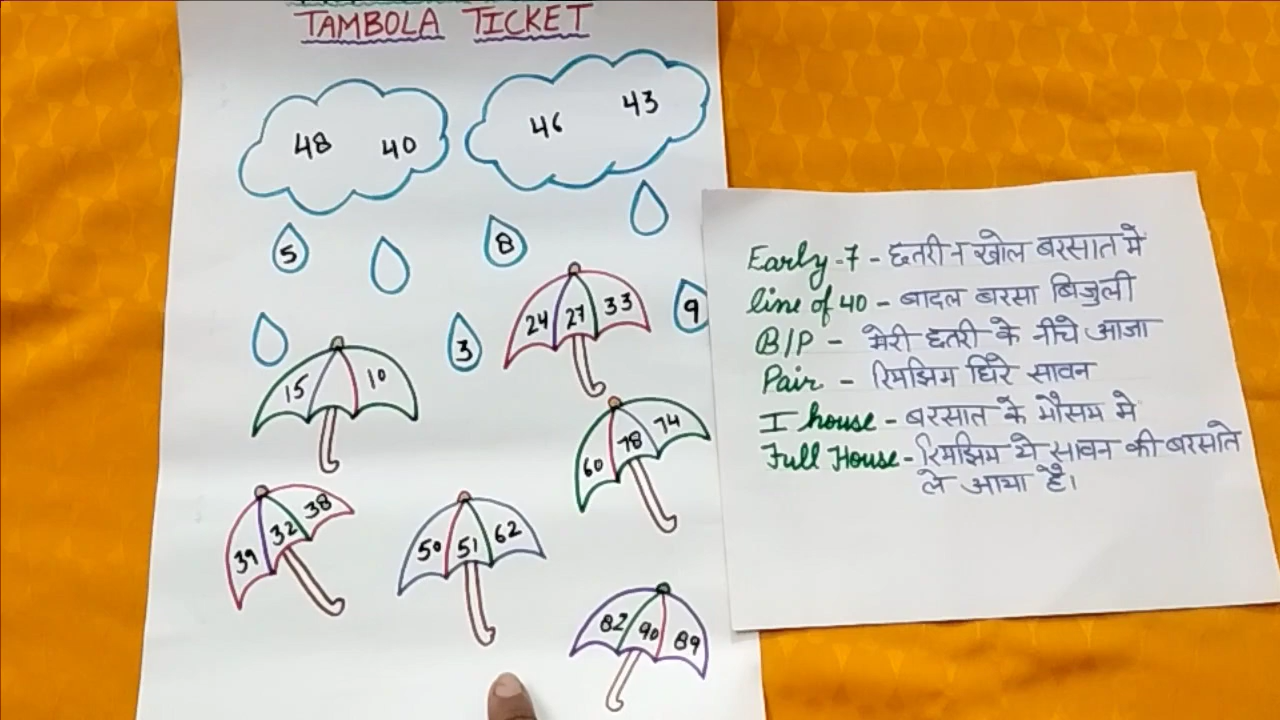 TAMBOLA TICKET
48 40
46 43
5
8
9
3
24 27 33
15 10
60 78 74
39 32 38
50 51 62
82 90 89
Early-7 - छतरी न खोल बरसात मे
line of 40 - बादल बरसा बिजुली
B/P - मेरी छतरी के नीचे आजा
Pair - रिमझिम घिरे सावन
I house - बरसात के मौसम मे
Full House - रिमझिम ये सावन की बरसाते
ले आया है।